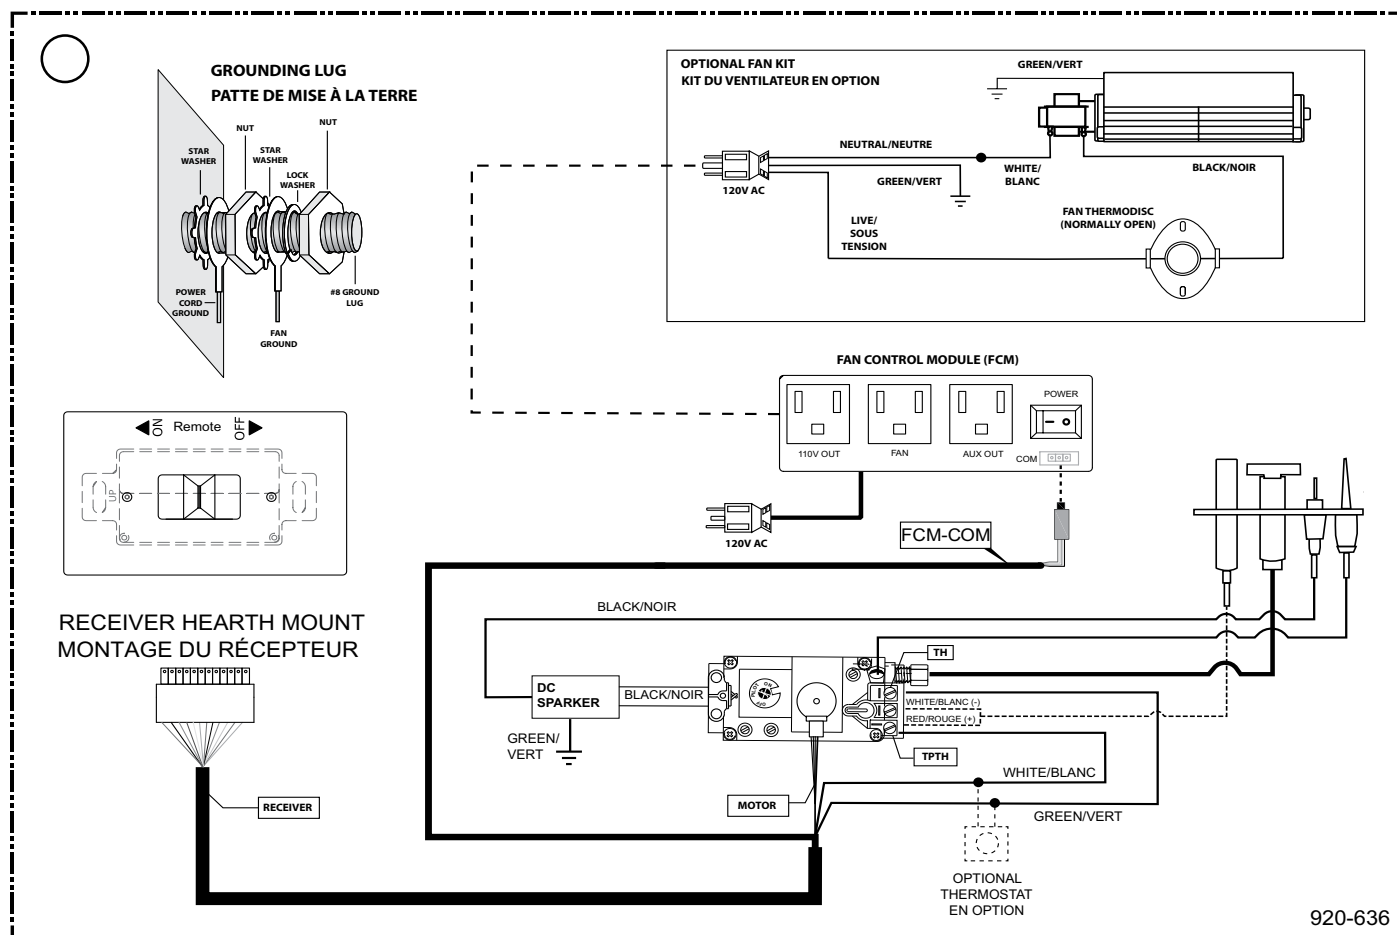 GROUNDING LUG
PATTE DE MISE À LA TERRE
NUT
NUT
STAR
WASHER
STAR
WASHER
LOCK
WASHER
POWER
CORD
GROUND
#8 GROUND
LUG
FAN
GROUND
OPTIONAL FAN KIT
KIT DU VENTILATEUR EN OPTION
GREEN/VERT
NEUTRAL/NEUTRE
120V AC
GREEN/VERT
WHITE/
BLANC
BLACK/NOIR
LIVE/
SOUS
TENSION
FAN THERMODISC
(NORMALLY OPEN)
FAN CONTROL MODULE (FCM)
POWER
110V OUT
FAN
AUX OUT
COM
120V AC
FCM-COM
ON
Remote
OFF
UP
RECEIVER HEARTH MOUNT
MONTAGE DU RÉCEPTEUR
RECEIVER
BLACK/NOIR
DC
SPARKER
BLACK/NOIR
GREEN/
VERT
PILOT
ON
OFF
TH
WHITE/BLANC (-)
RED/ROUGE (+)
TPTH
MOTOR
WHITE/BLANC
GREEN/VERT
OPTIONAL
THERMOSTAT
EN OPTION
920-636